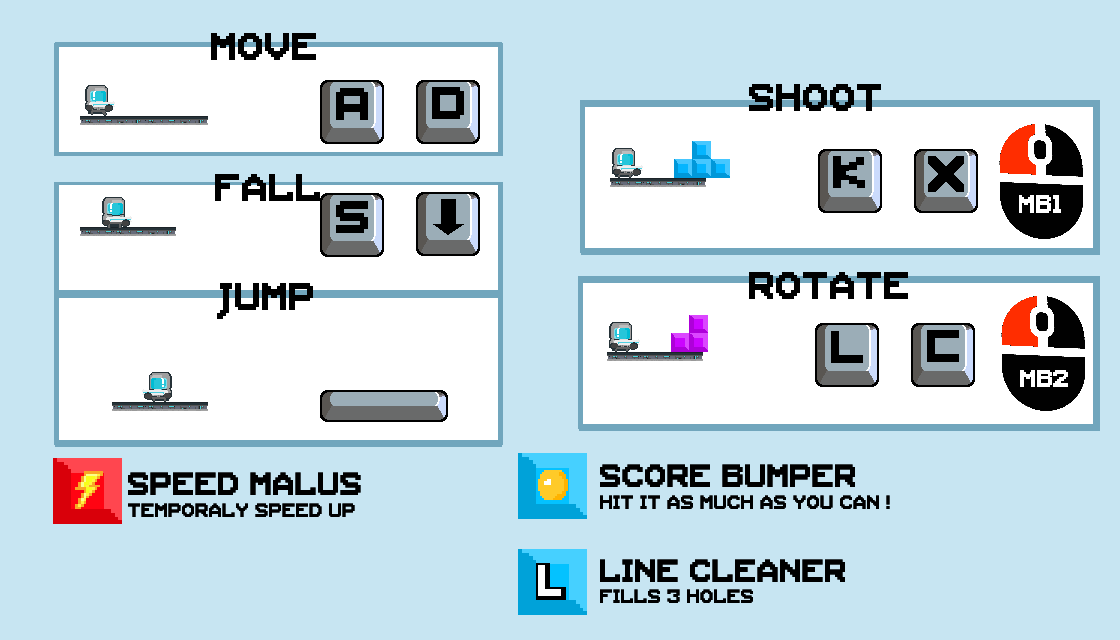 MOVE
A D
FALL
S
JUMP
SHOOT
K X
MB1
ROTATE
L C
MB2
SPEED MALUS
TEMPORALY SPEED UP
SCORE BUMPER
HIT IT AS MUCH AS YOU CAN !
L
LINE CLEANER
FILLS 3 HOLES